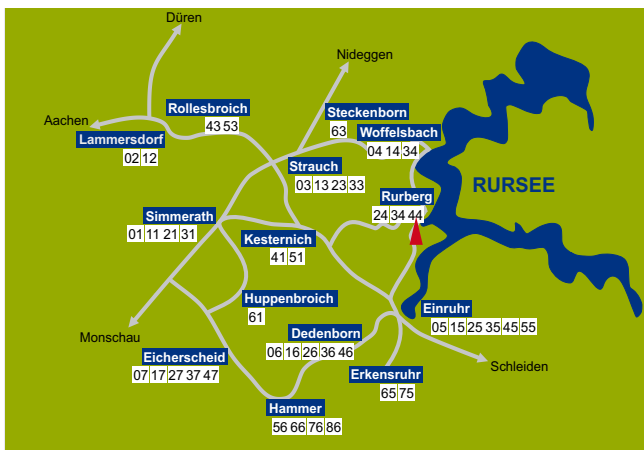 Düren
Nideggen
Rollesbroich
43 53
Steckenborn
63
Aachen
Lammersdorf
02 12
Woffelsbach
04 14 34
Strauch
03 13 23 33
RURSEE
Rurberg
24 34 44
Simmerath
01 11 21 31
Kesternich
41 51
Huppenbroich
61
Einruhr
05 15 25 35 45 55
Monschau
Dedenborn
06 16 26 36 46
Eicherscheid
07 17 27 37 47
Schleiden
Erkensruhr
65 75
Hammer
56 66 76 86